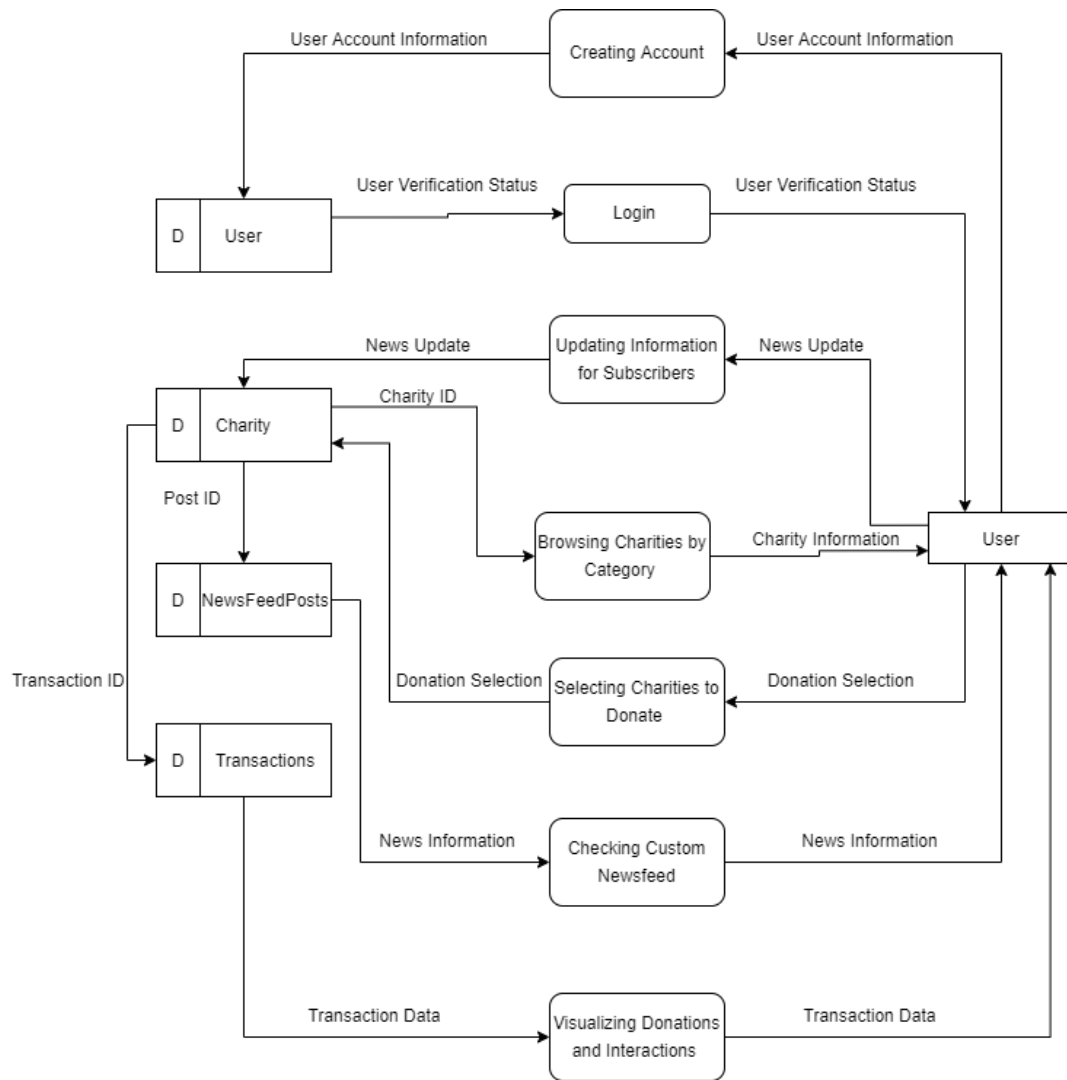 User Account Information
Creating Account
User Account Information
User Verification Status
Login
User Verification Status
D
User
News Update
Updating Information
for Subscribers
News Update
Charity ID
D
Charity
Post ID
Browsing Charities by
Category
Charity Information
User
D
NewsFeedPosts
Transaction ID
Donation Selection
Selecting Charities to
Donate
Donation Selection
D
Transactions
News Information
Checking Custom
Newsfeed
News Information
Transaction Data
Visualizing Donations
and Interactions
Transaction Data